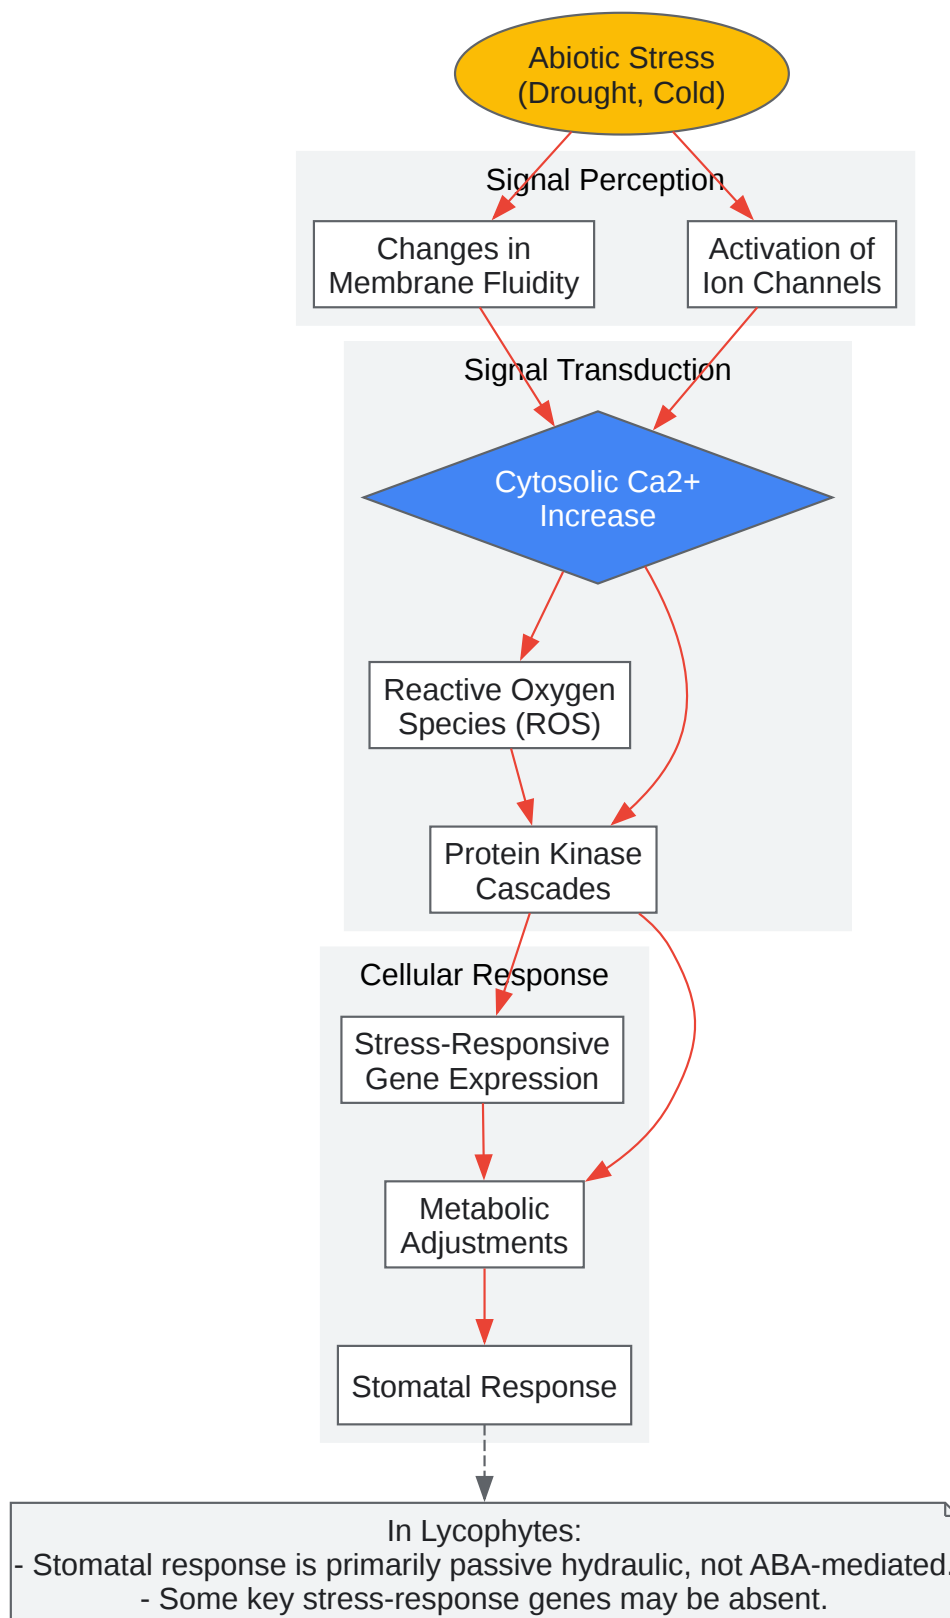 Abiotic Stress
(Drought, Cold)
Signal Perception
Changes in
Membrane Fluidity
Activation of
Ion Channels
Signal Transduction
Cytosolic Ca2+
Increase
Reactive Oxygen
Species (ROS)
Protein Kinase
Cascades
Cellular Response
Stress-Responsive
Gene Expression
Metabolic
Adjustments
Stomatal Response
In Lycophytes:
- Stomatal response is primarily passive hydraulic, not ABA-mediated.
- Some key stress-response genes may be absent.